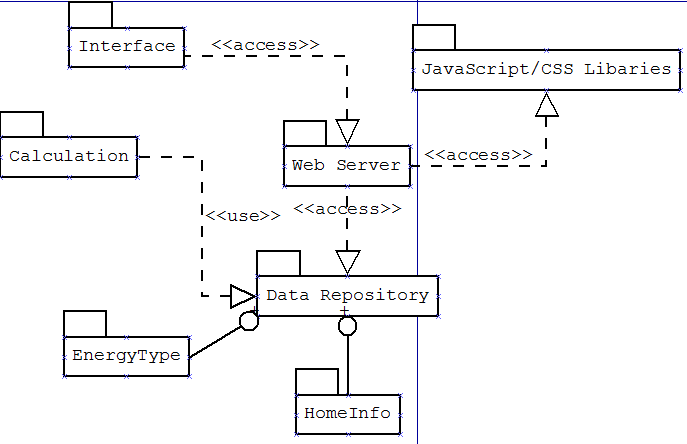 Interface
<<access>>
JavaScript/CSS Libaries
Calculation
Web Server
<<access>>
<<use>>
<<access>>
Data Repository
EnergyType
HomeInfo